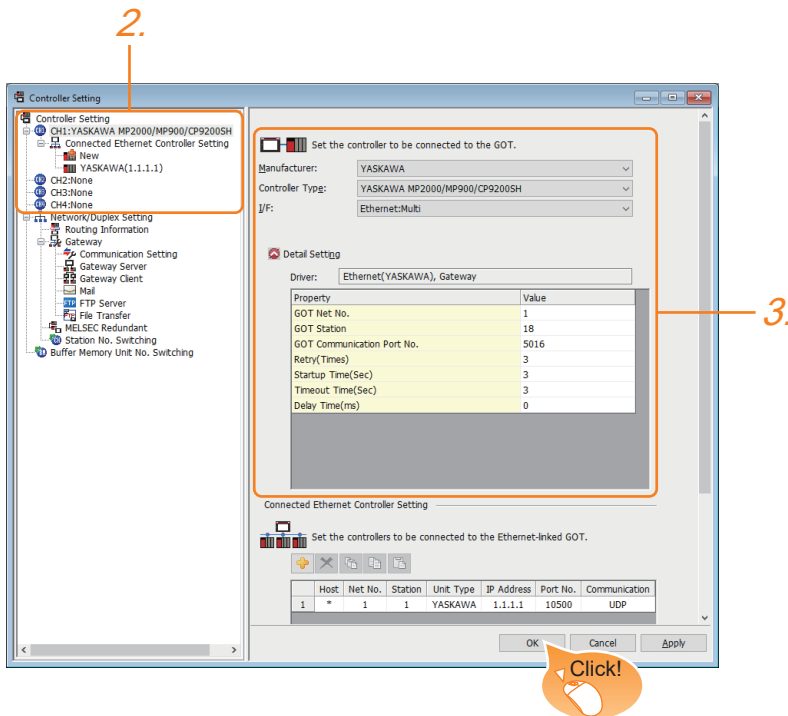 2.
Controller Setting
Controller Setting
CH1:YASKAWA MP2000/MP900/CP9200SH
Connected Ethernet Controller Setting
New
YASKAWA(1.1.1.1)
CH2:None
CH3:None
CH4:None
Network/Duplex Setting
Routing Information
Gateway
Communication Setting
Gateway Server
Gateway Client
Mail
FTP Server
File Transfer
MELSEC Redundant
Station No. Switching
Buffer Memory Unit No. Switching
Set the controller to be connected to the GOT.
Manufacturer: YASKAWA
Controller Type: YASKAWA MP2000/MP900/CP9200SH
I/F: Ethernet:Multi
Detail Setting
Driver: Ethernet(YASKAWA), Gateway
Property Value
GOT Net No. 1
GOT Station 18
GOT Communication Port No. 5016
Retry(Times) 3
Startup Time(Sec) 3
Timeout Time(Sec) 3
Delay Time(ms) 0
3.
Connected Ethernet Controller Setting
Set the controllers to be connected to the Ethernet-linked GOT.
Host Net No. Station Unit Type IP Address Port No. Communication
1 * 1 1 YASKAWA 1.1.1.1 10500 UDP
OK Cancel Apply
Click!